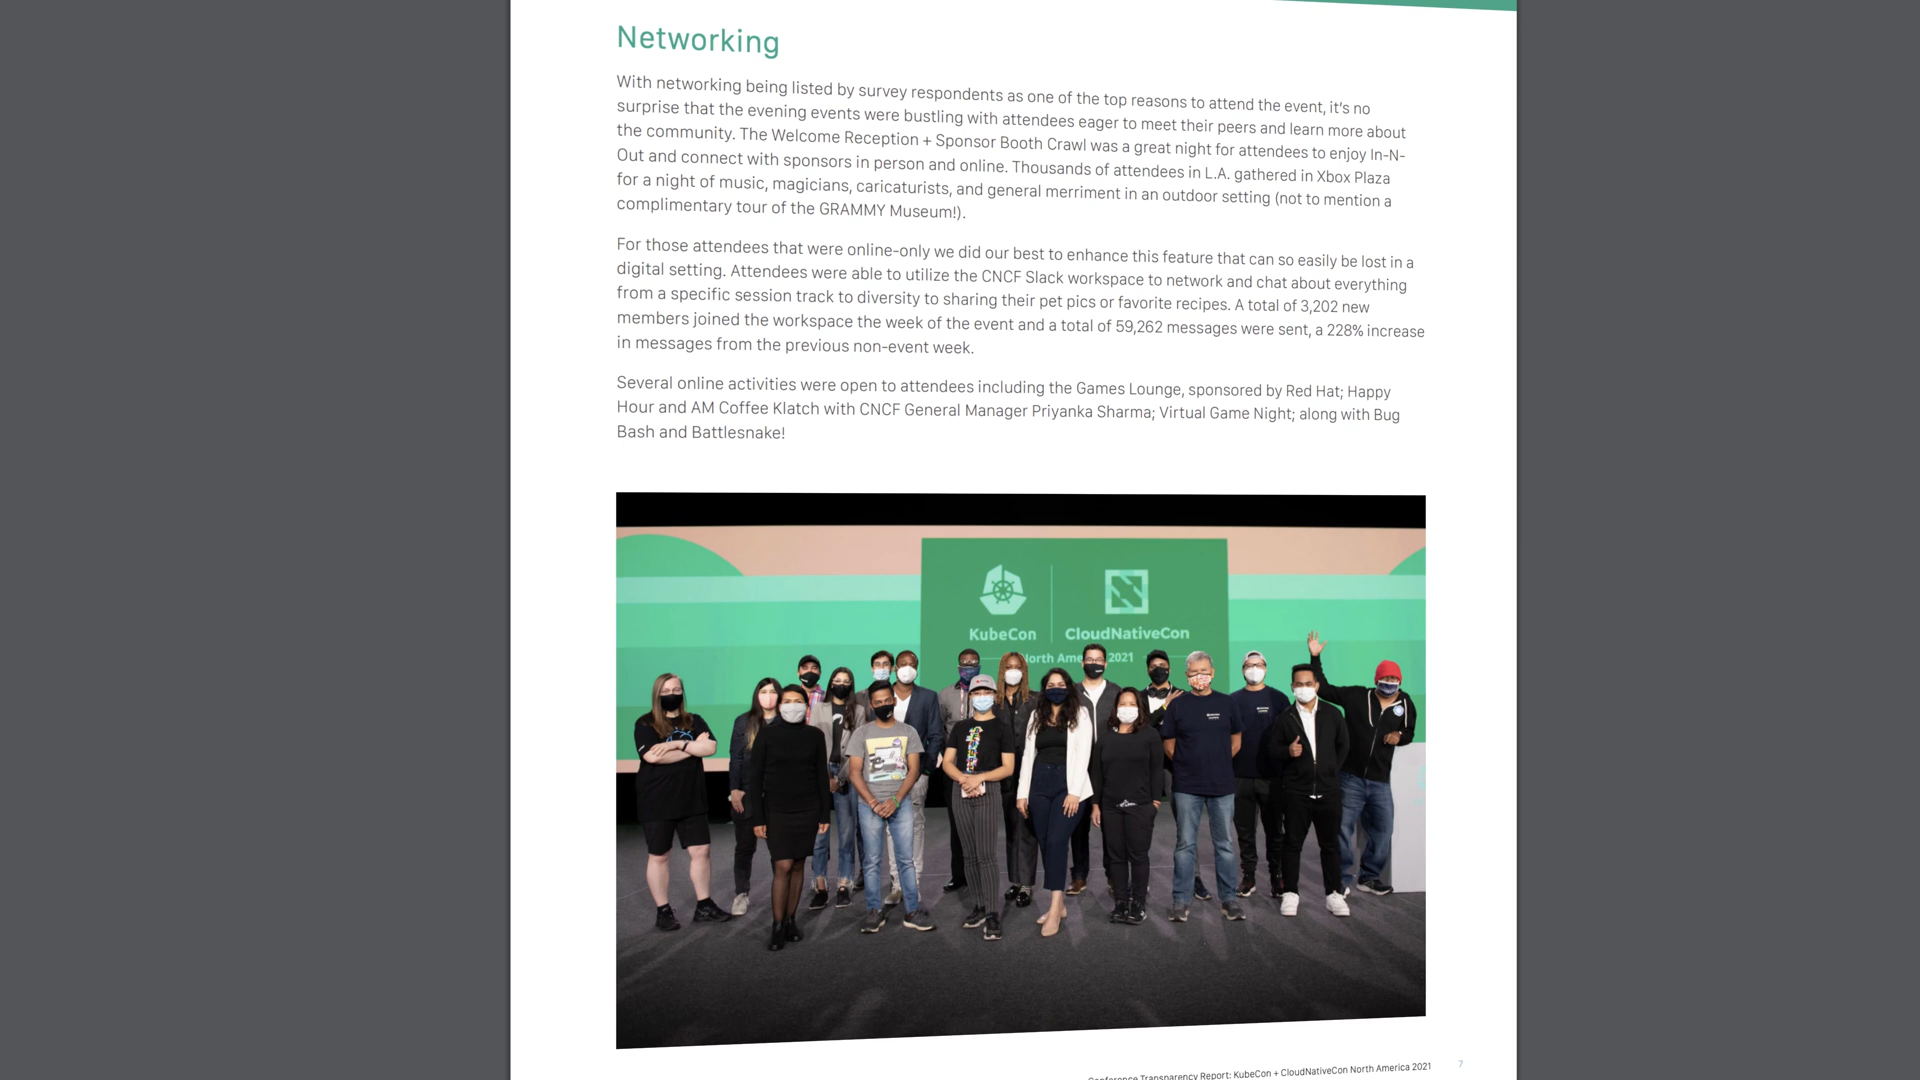 Networking
With networking being listed by survey respondents as one of the top reasons to attend the event, it's no
surprise that the evening events were bustling with attendees eager to meet their peers and learn more about
the community. The Welcome Reception + Sponsor Booth Crawl was a great night for attendees to enjoy In-N-
Out and connect with sponsors in person and online. Thousands of attendees in L.A. gathered in Xbox Plaza
for a night of music, magicians, caricaturists, and general merriment in an outdoor setting (not to mention a
complimentary tour of the GRAMMY Museum!).
For those attendees that were online-only we did our best to enhance this feature that can so easily be lost in a
digital setting. Attendees were able to utilize the CNCF Slack workspace to network and chat about everything
from a specific session track to diversity to sharing their pet pics or favorite recipes. A total of 3,202 new
members joined the workspace the week of the event and a total of 59,262 messages were sent, a 228% increase
in messages from the previous non-event week.
Several online activities were open to attendees including the Games Lounge, sponsored by Red Hat; Happy
Hour and AM Coffee Klatch with CNCF General Manager Priyanka Sharma; Virtual Game Night; along with Bug
Bash and Battlesnake!
KubeCon
CloudNativeCon
North Ame 2021
Conference Transparency Report: KubeCon + CloudNativeCon North America 2021
7